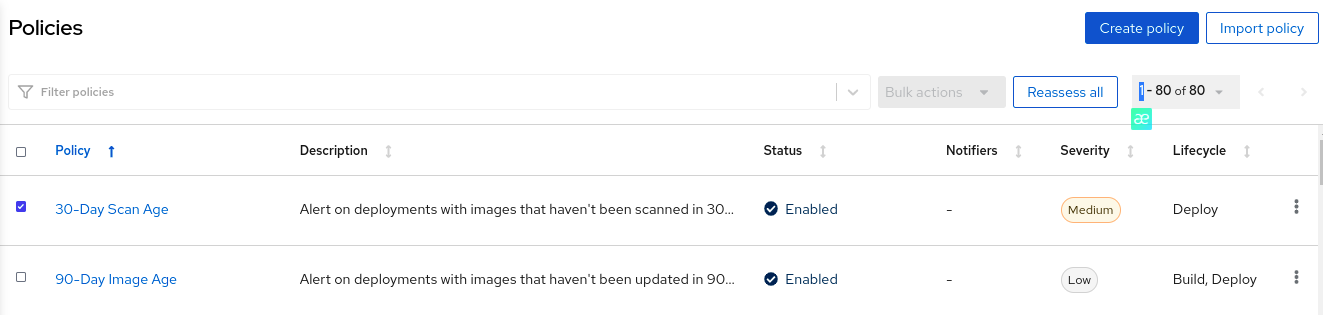 Policies
Create policy
Import policy
Filter policies
Bulk actions
Reassess all
1 - 80 of 80
æ
Policy Description Status Notifiers Severity Lifecycle
30-Day Scan Age Alert on deployments with images that haven't been scanned in 30... Enabled - Medium Deploy
90-Day Image Age Alert on deployments with images that haven't been updated in 90... Enabled - Low Build, Deploy